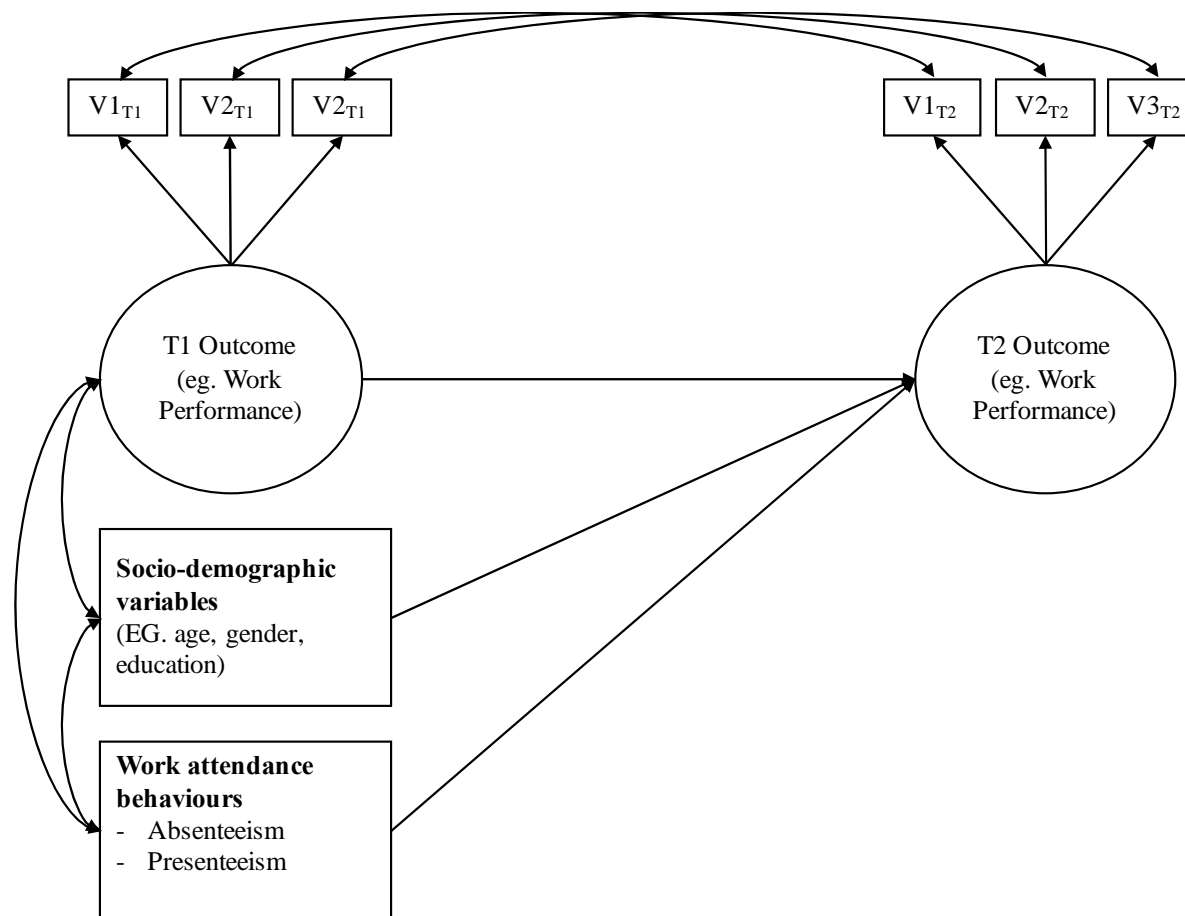 V1T1 V2T1 V2T1 V1T2 V2T2 V3T2
T1 Outcome
(eg. Work
Performance)
T2 Outcome
(eg. Work
Performance)
Socio-demographic
variables
(EG. age, gender,
education)
Work attendance
behaviours
- Absenteeism
- Presenteeism